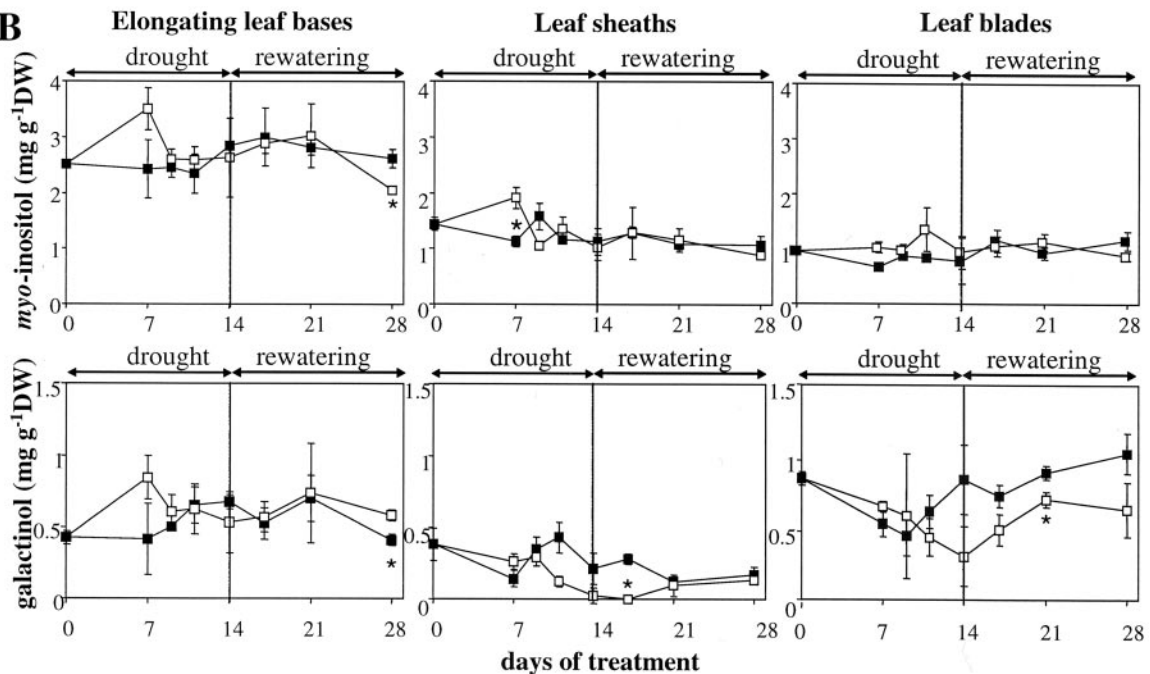 B
Elongating leaf bases Leaf sheaths Leaf blades
drought rewatering drought rewatering drought rewatering
myo-inositol (mg g-1DW)
4 3 2 1 0
0 7 14 21 28
*
4 3 2 1 0
0 7 14 21 28
*
4 3 2 1 0
0 7 14 21 28
drought rewatering drought rewatering drought rewatering
galactinol (mg g-1DW)
1.5 1 0.5 0
0 7 14 21 28
*
1.5 1 0.5 0
0 7 14 21 28
*
1.5 1 0.5 0
0 7 14 21 28
*
days of treatment